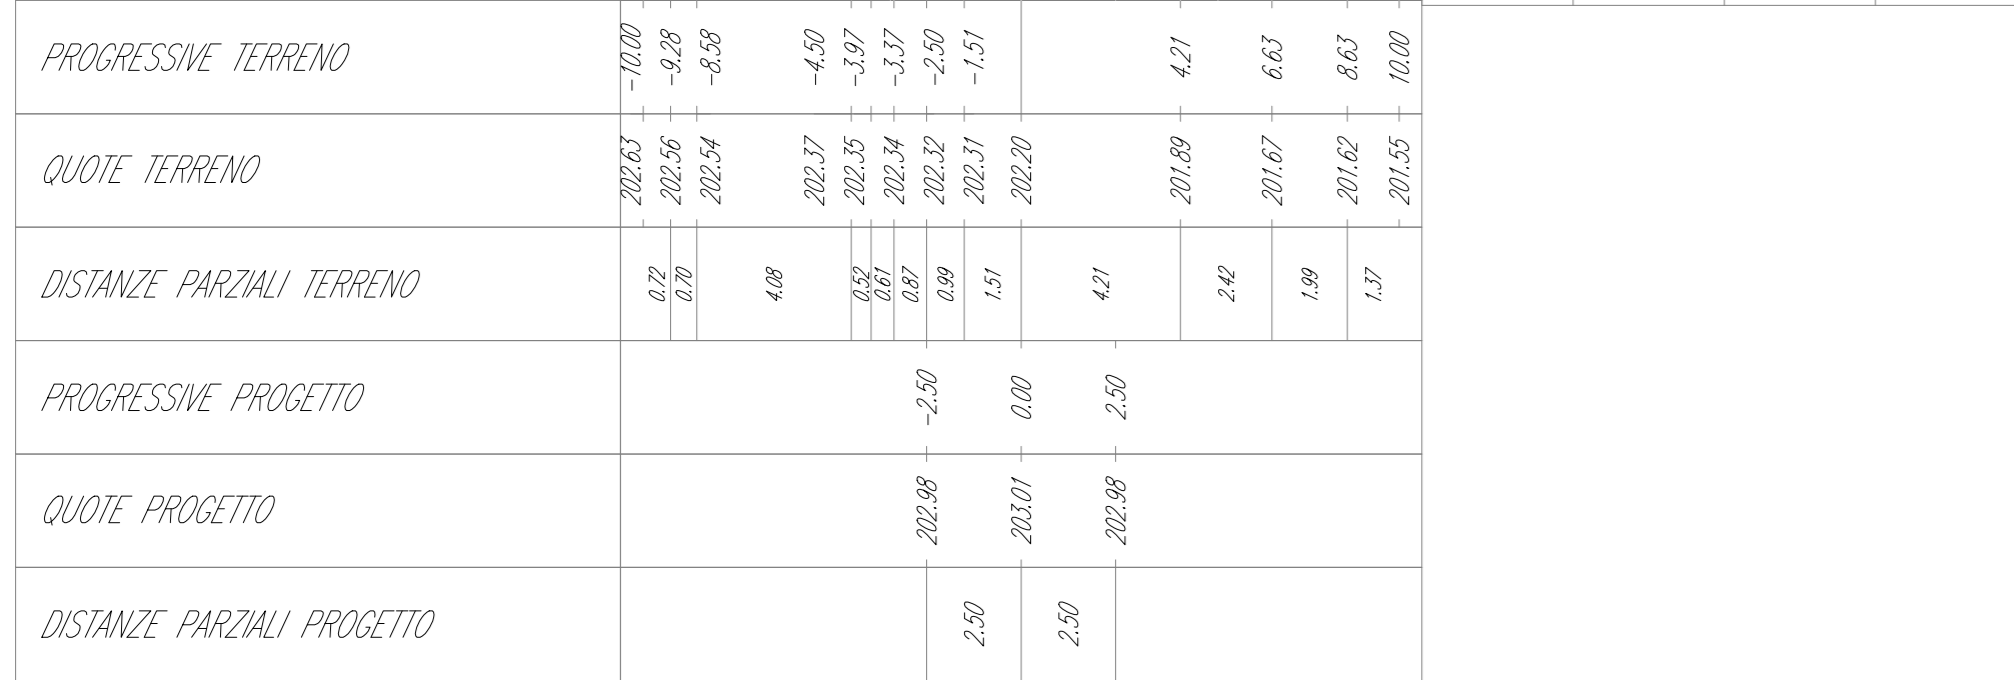 PROGRESSIVE TERRENO -10.00 -9.28 -8.58 -4.50 -3.97 -3.37 -2.50 -1.51 4.21 6.63 8.63 10.00
QUOTE TERRENO 202.63 202.56 202.54 202.37 202.35 202.34 202.32 202.31 202.20 201.89 201.67 201.62 201.55
DISTANZE PARZIALI TERRENO 0.72 0.70 4.08 0.52 0.61 0.87 0.99 1.51 4.21 2.42 1.99 1.37
PROGRESSIVE PROGETTO -2.50 0.00 2.50
QUOTE PROGETTO 202.98 203.01 202.98
DISTANZE PARZIALI PROGETTO 2.50 2.50